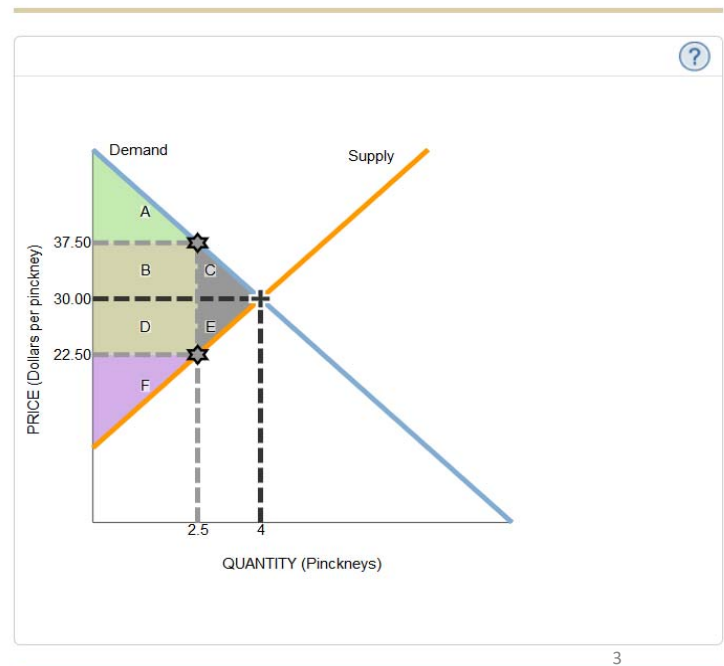 ?
Demand
Supply
A
37.50
B
C
30.00
D
E
22.50
F
PRICE (Dollars per pinckney)
2.5
4
QUANTITY (Pinckneys)
3